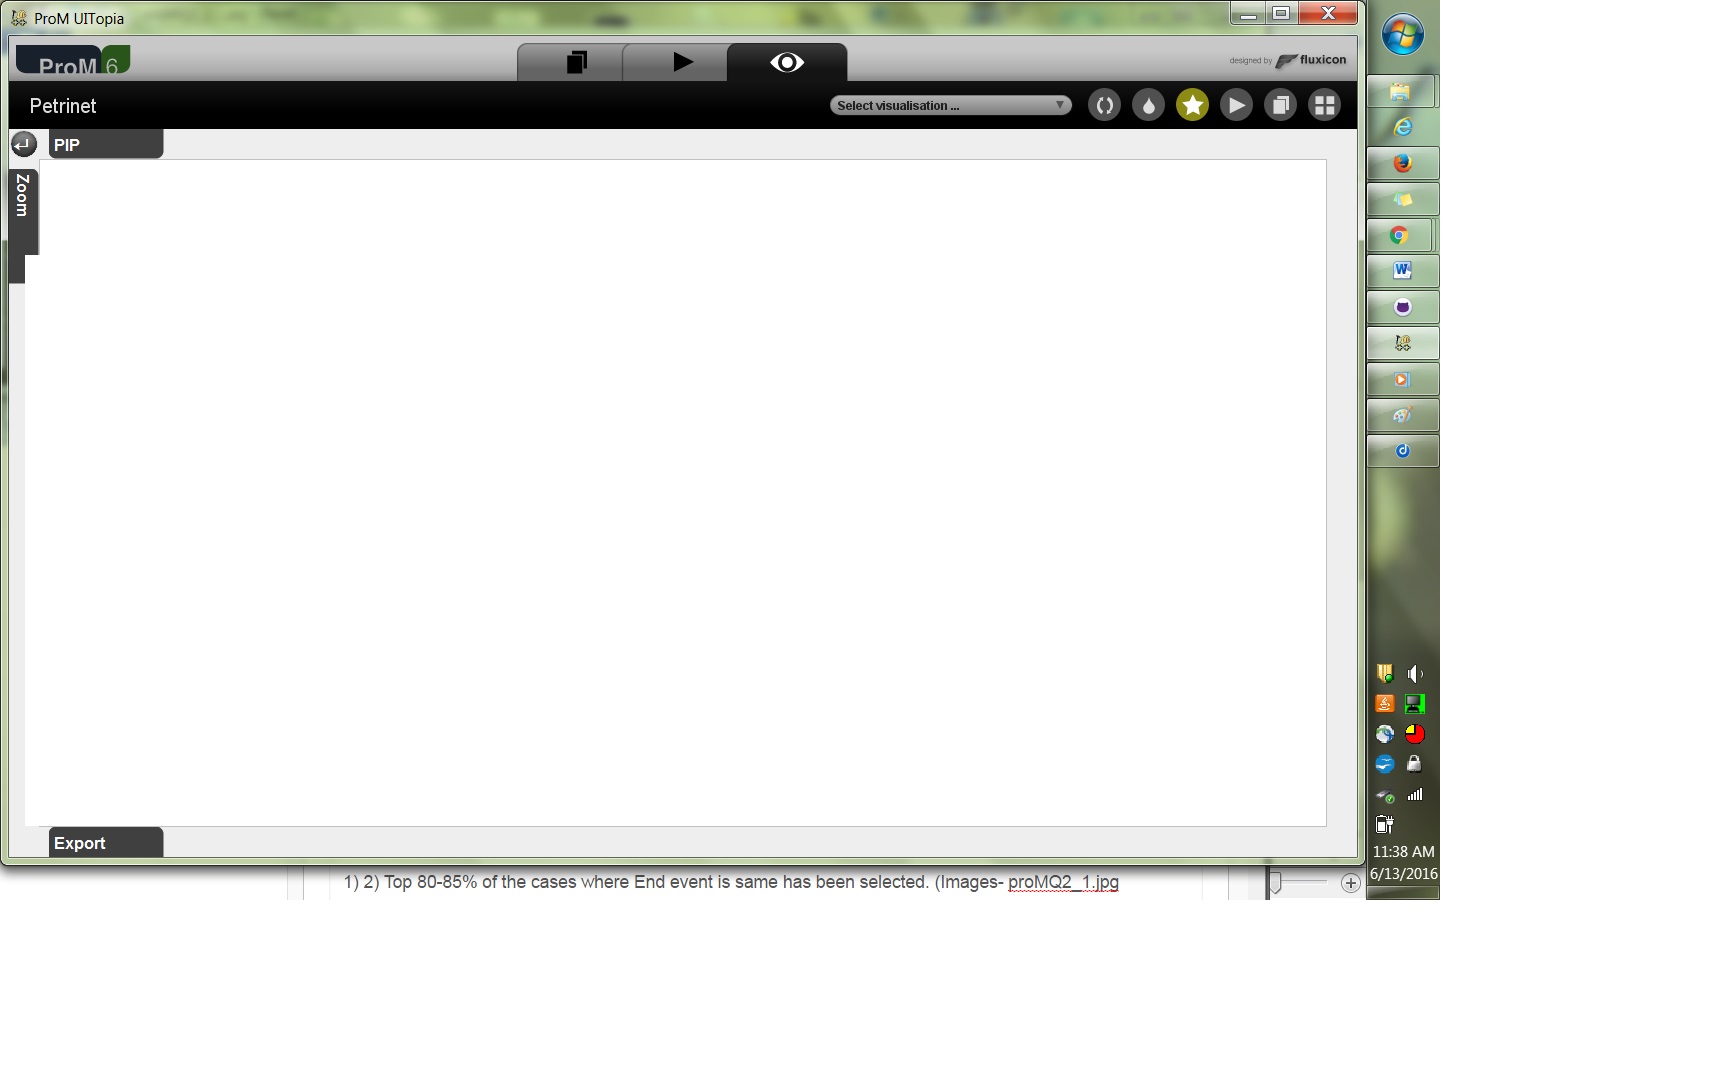 ProM UITopia
ProM 6
designed by fluxicon
Petrinet
Select visualisation ...
PIP
Zoom
Export
11:38 AM
6/13/2016
1) 2) Top 80-85% of the cases where End event is same has been selected. (Images- proMQ2_1.jpg